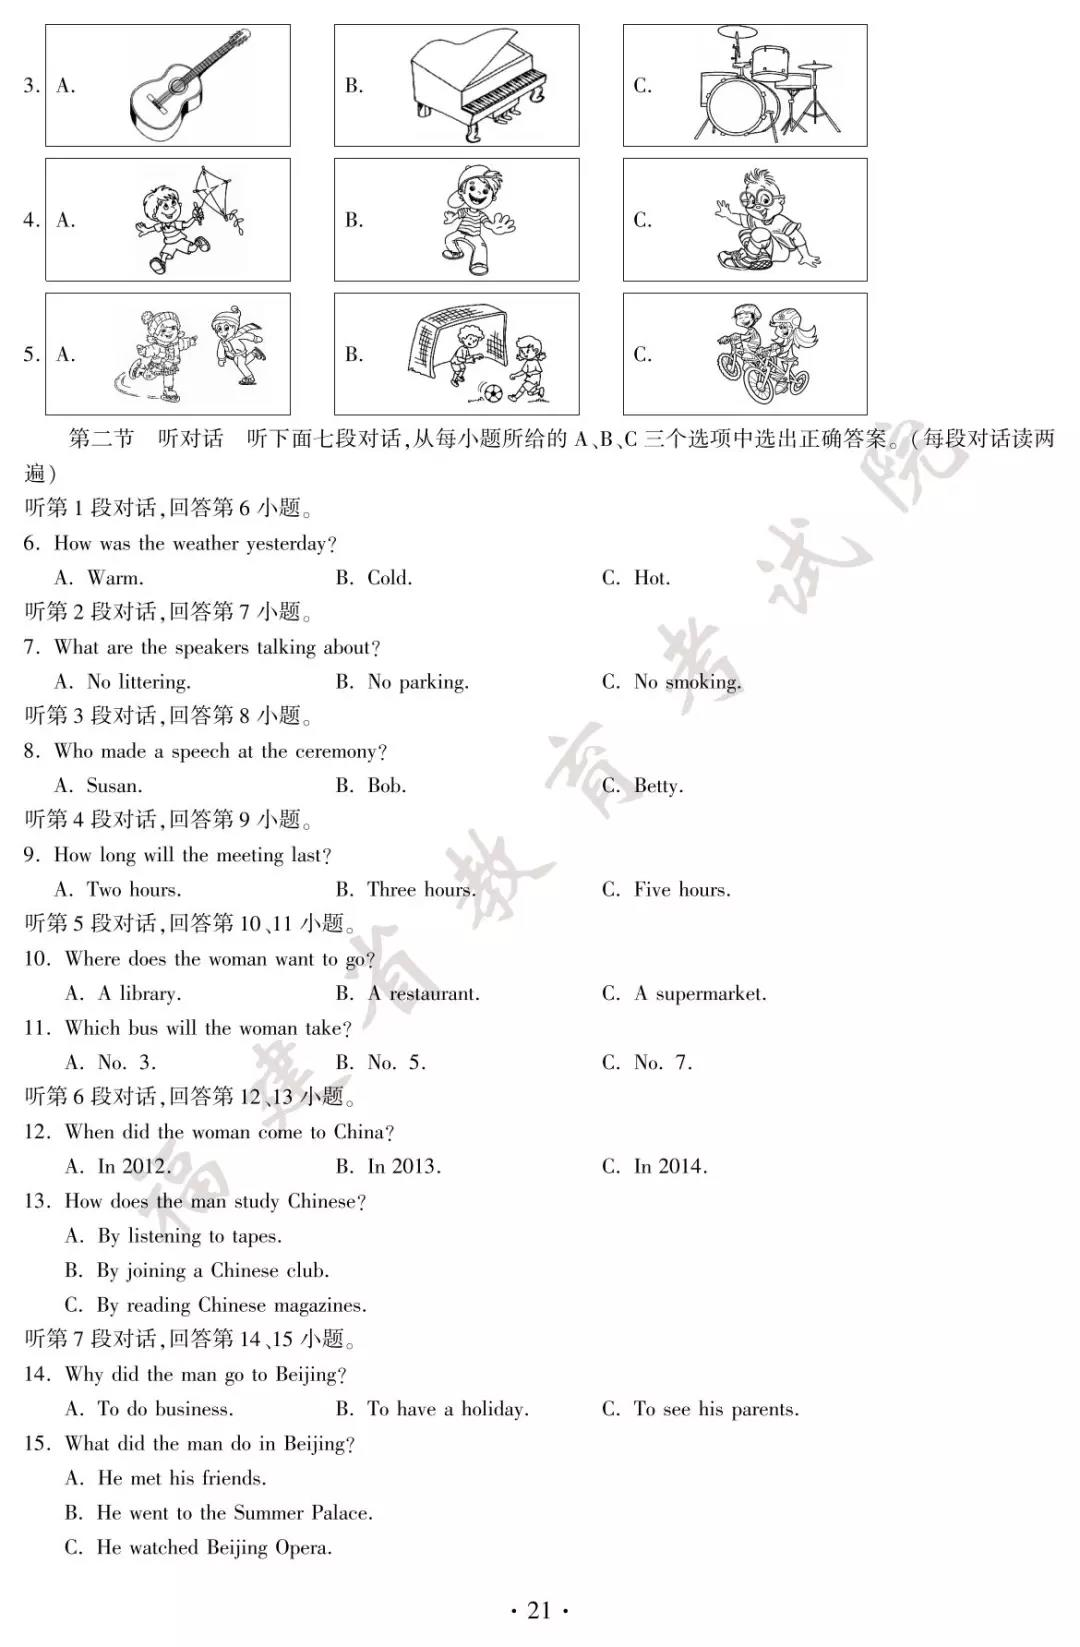 3. A. B. C.
4. A. B. C.
5. A. B. C.
第二节 听对话 听下面七段对话,从每小题所给的 A、B、C 三个选项中选出正确答案。(每段对话读两
遍)
听第 1 段对话,回答第 6 小题。
6. How was the weather yesterday?
A. Warm. B. Cold. C. Hot.
听第 2 段对话,回答第 7 小题。
7. What are the speakers talking about?
A. No littering. B. No parking. C. No smoking.
听第 3 段对话,回答第 8 小题。
8. Who made a speech at the ceremony?
A. Susan. B. Bob. C. Betty.
听第 4 段对话,回答第 9 小题。
9. How long will the meeting last?
A. Two hours. B. Three hours. C. Five hours.
听第 5 段对话,回答第 10、11 小题。
10. Where does the woman want to go?
A. A library. B. A restaurant. C. A supermarket.
11. Which bus will the woman take?
A. No. 3. B. No. 5. C. No. 7.
听第 6 段对话,回答第 12、13 小题。
12. When did the woman come to China?
A. In 2012. B. In 2013. C. In 2014.
13. How does the man study Chinese?
A. By listening to tapes.
B. By joining a Chinese club.
C. By reading Chinese magazines.
听第 7 段对话,回答第 14、15 小题。
14. Why did the man go to Beijing?
A. To do business. B. To have a holiday. C. To see his parents.
15. What did the man do in Beijing?
A. He met his friends.
B. He went to the Summer Palace.
C. He watched Beijing Opera.
· 21 ·
福建省教育考试院